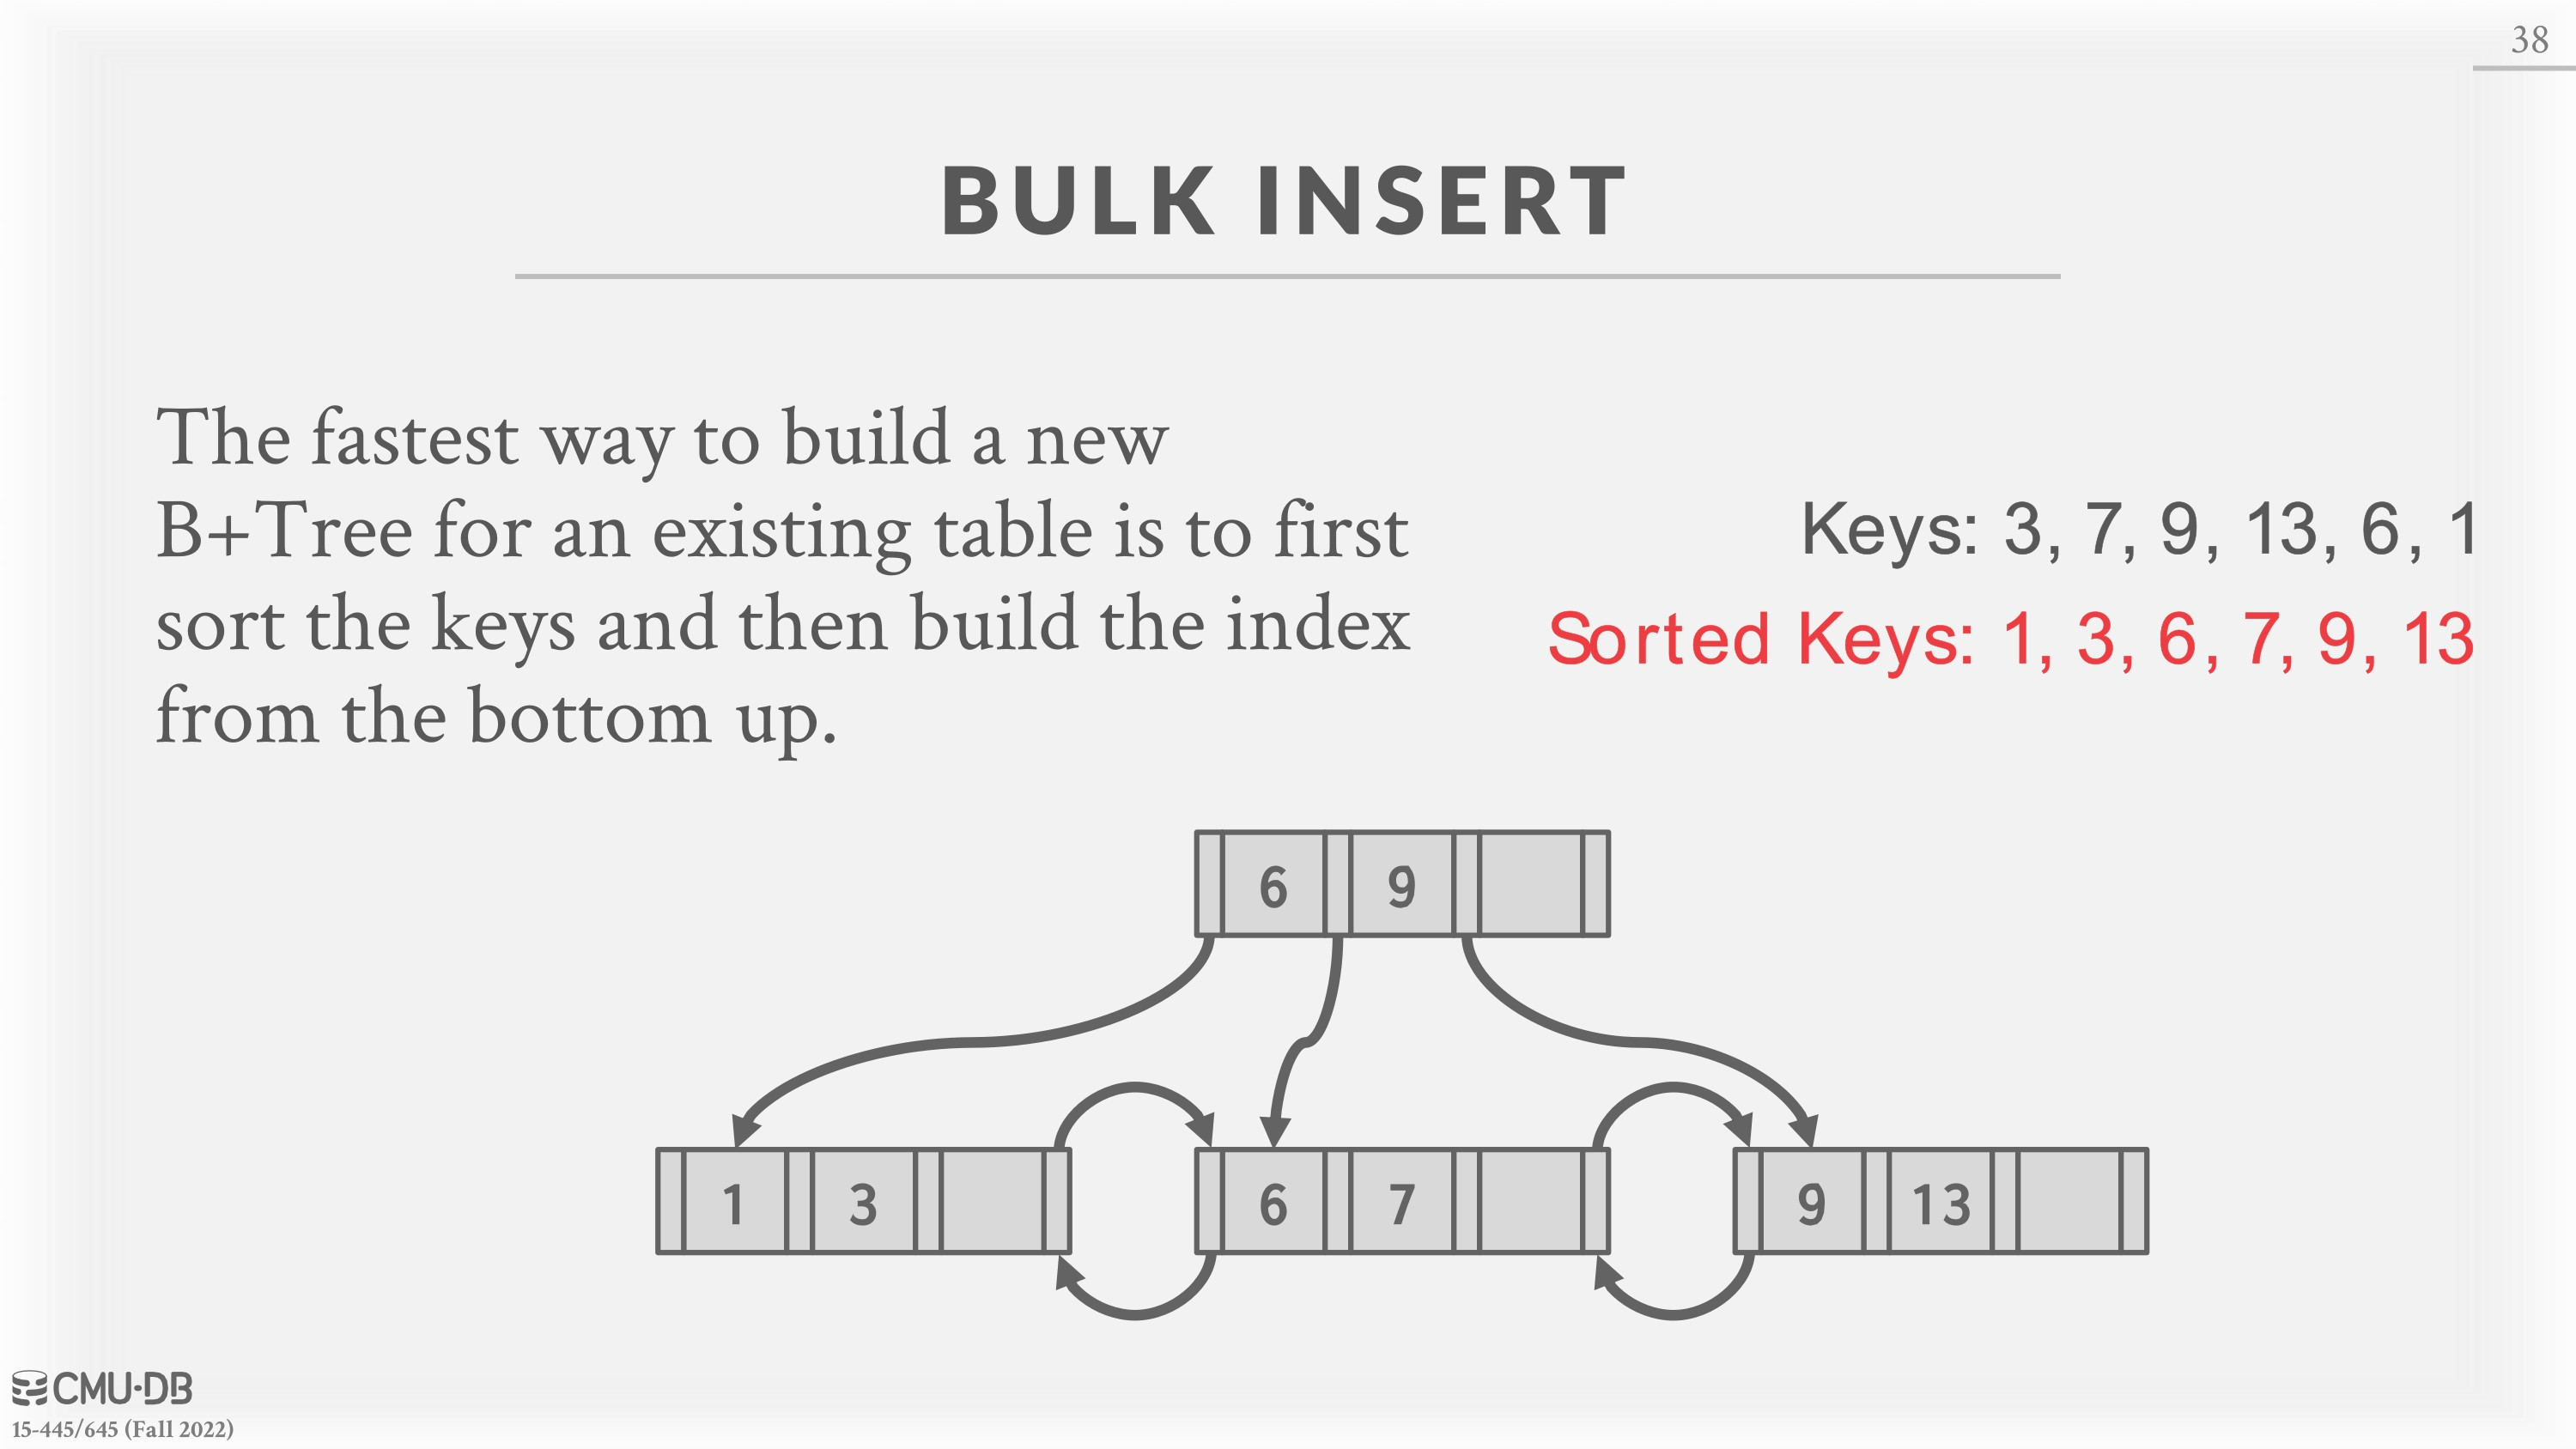 38
BULK INSERT
The fastest way to build a new
B+Tree for an existing table is to first
sort the keys and then build the index
from the bottom up.
Keys: 3, 7, 9, 13, 6, 1
Sorted Keys: 1, 3, 6, 7, 9, 13
6 9
1 3 6 7 9 13
CMU·DB
15-445/645 (Fall 2022)